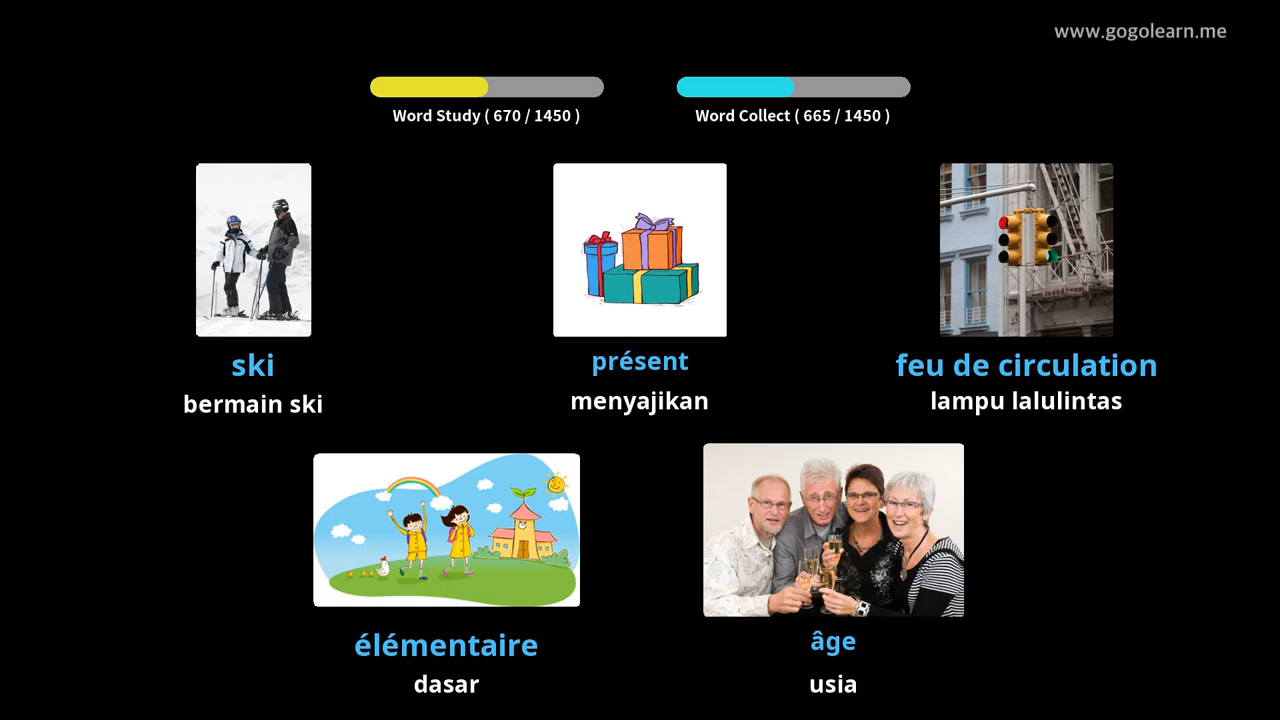 www.gogolearn.me
Word Study ( 670 / 1450 )
Word Collect ( 665 / 1450 )
ski
bermain ski
présent
menyajikan
feu de circulation
lampu lalulintas
élémentaire
dasar
âge
usia